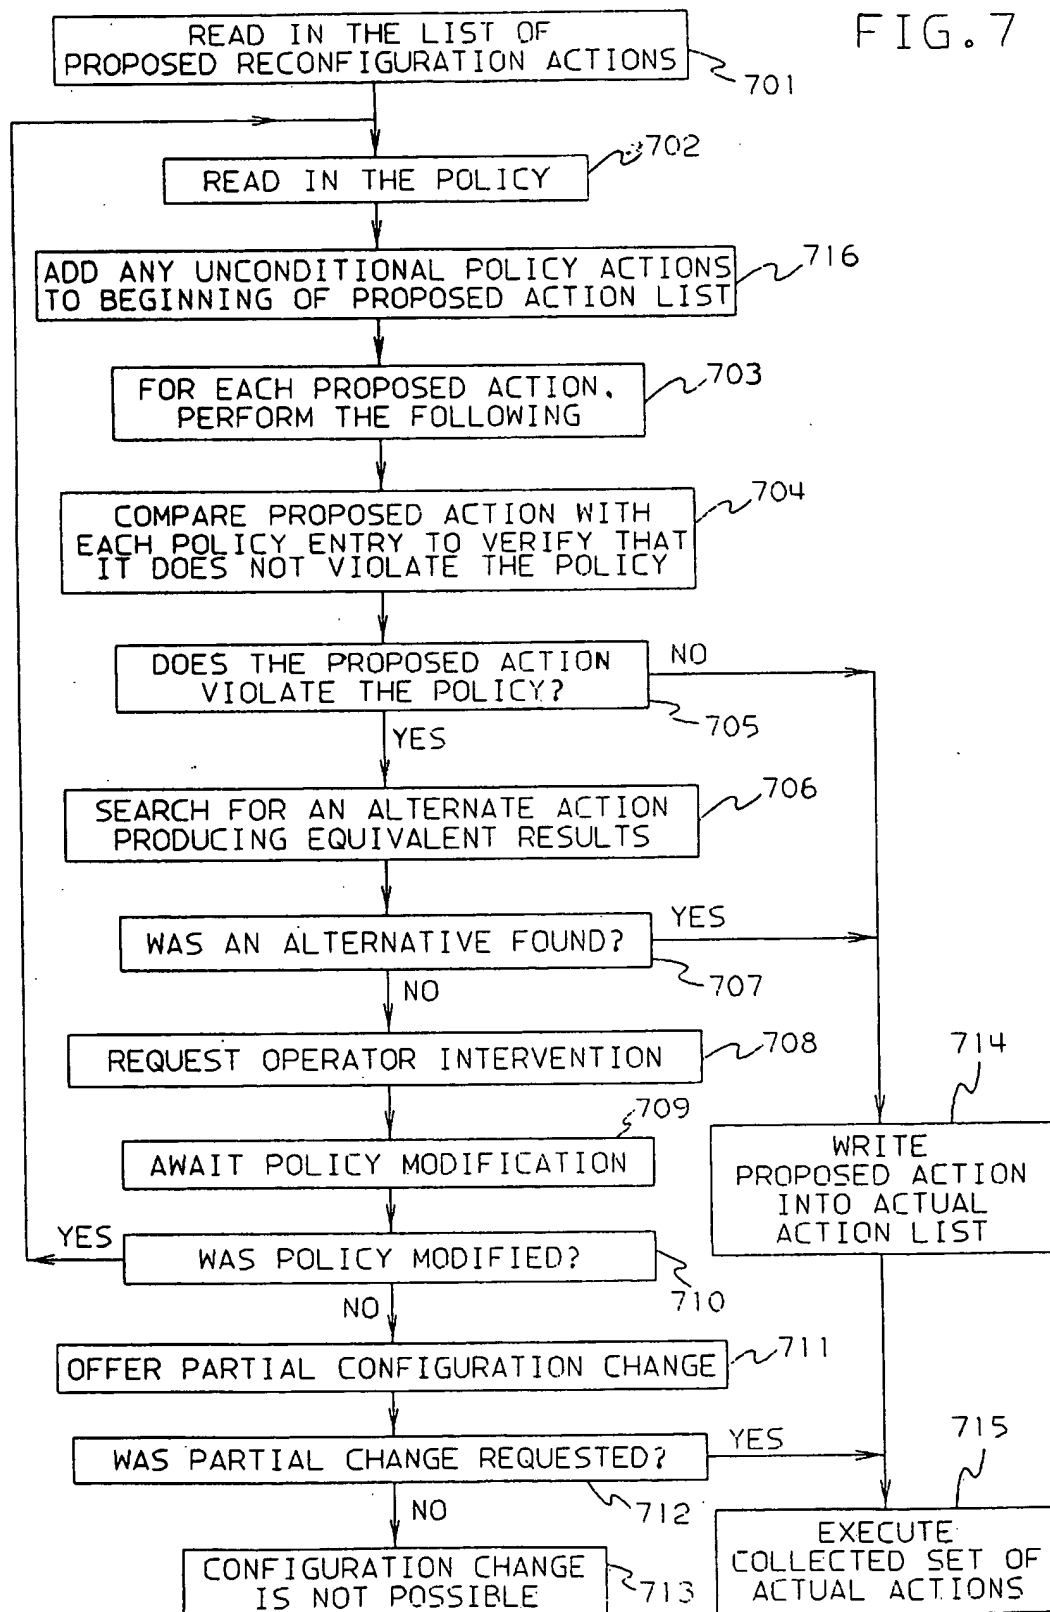 FIG. 7
READ IN THE LIST OF
PROPOSED RECONFIGURATION ACTIONS
701
702
READ IN THE POLICY
ADD ANY UNCONDITIONAL POLICY ACTIONS
TO BEGINNING OF PROPOSED ACTION LIST
716
FOR EACH PROPOSED ACTION.
PERFORM THE FOLLOWING
703
COMPARE PROPOSED ACTION WITH
EACH POLICY ENTRY TO VERIFY THAT
IT DOES NOT VIOLATE THE POLICY
704
DOES THE PROPOSED ACTION
VIOLATE THE POLICY?
NO
705
YES
SEARCH FOR AN ALTERNATE ACTION
PRODUCING EQUIVALENT RESULTS
706
WAS AN ALTERNATIVE FOUND?
YES
707
NO
REQUEST OPERATOR INTERVENTION
708
709
AWAIT POLICY MODIFICATION
714
WRITE
PROPOSED ACTION
INTO ACTUAL
ACTION LIST
YES
WAS POLICY MODIFIED?
710
NO
OFFER PARTIAL CONFIGURATION CHANGE
711
WAS PARTIAL CHANGE REQUESTED?
YES
712
NO
715
EXECUTE
COLLECTED SET OF
ACTUAL ACTIONS
CONFIGURATION CHANGE
IS NOT POSSIBLE
713